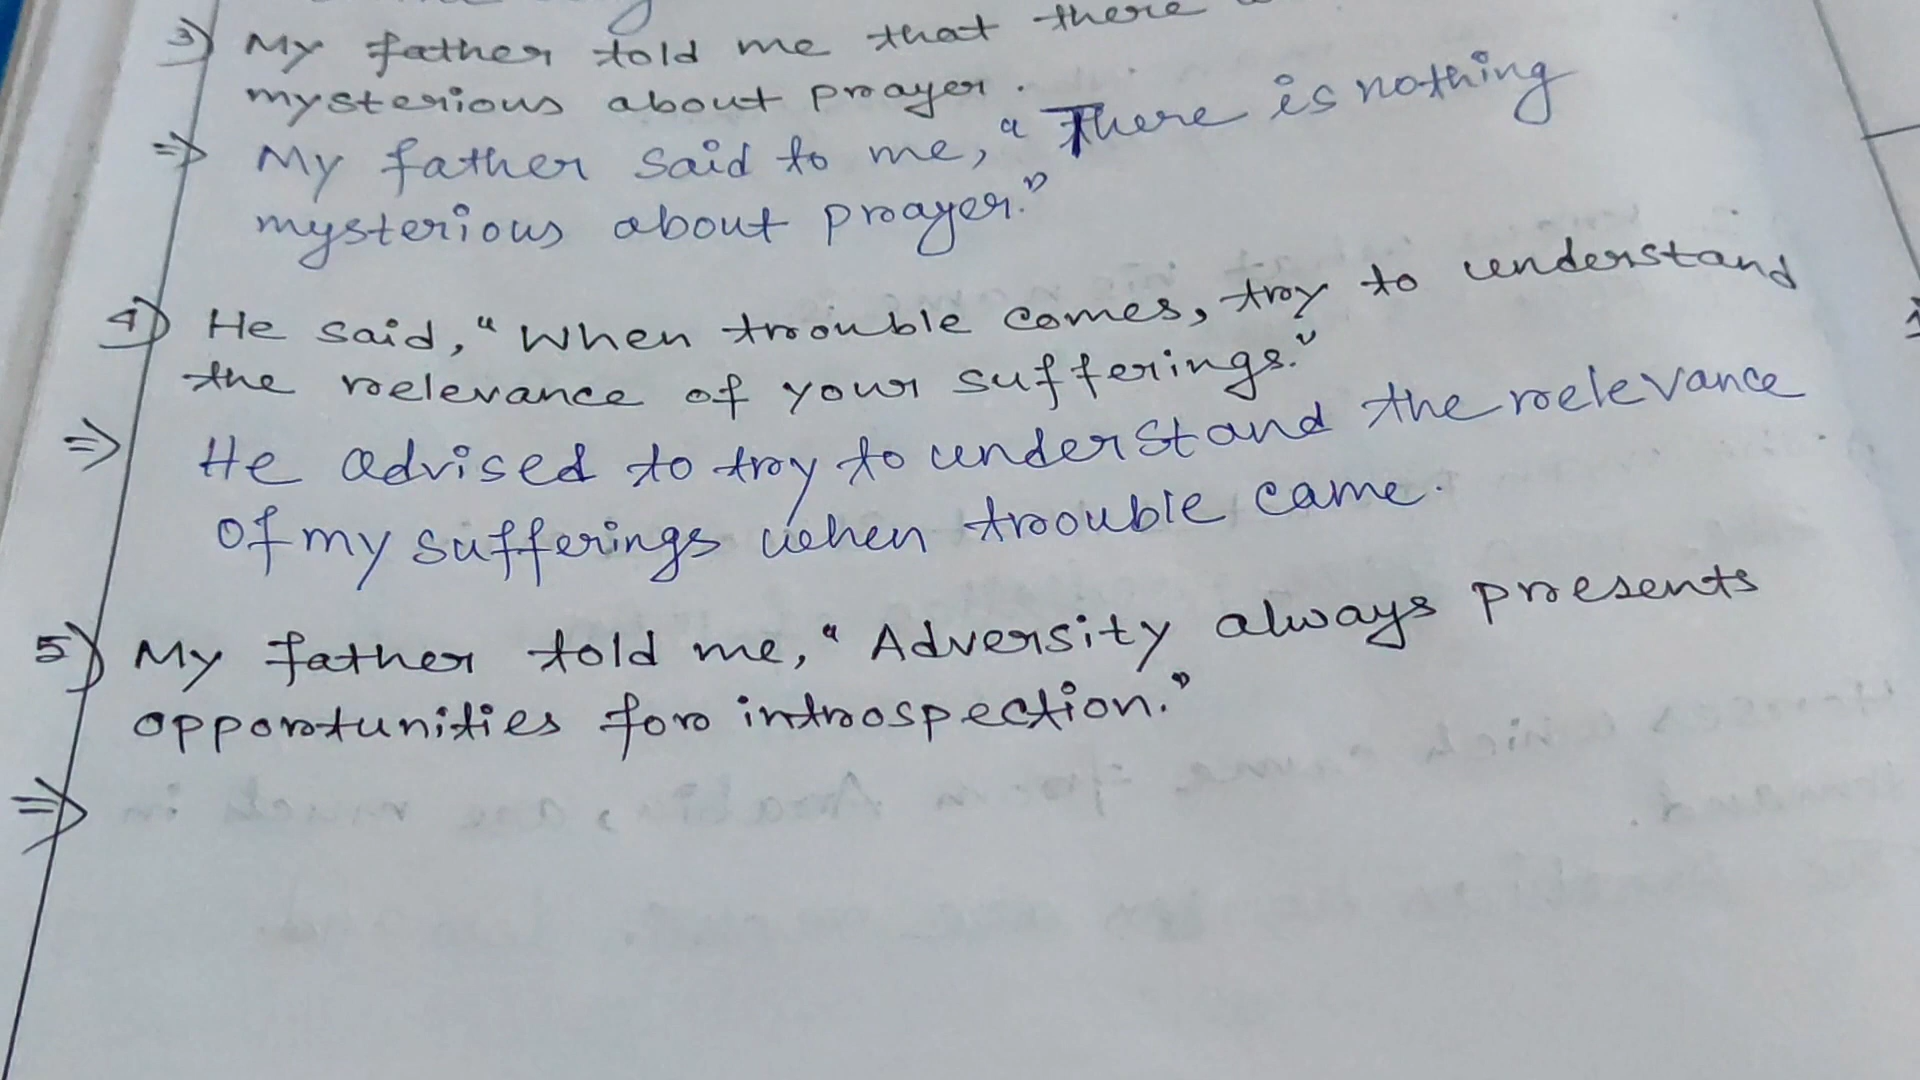 3) My father told me that there
mysterious about prayer.
⇒ My father said to me, "There is nothing
mysterious about prayer."
4) He said, "When trouble comes, try to understand
the relevance of your sufferings."
⇒ He advised to try to understand the relevance
of my sufferings when troouble came.
5) My father told me, "Adversity always presents
opportunities for introspection."
⇒